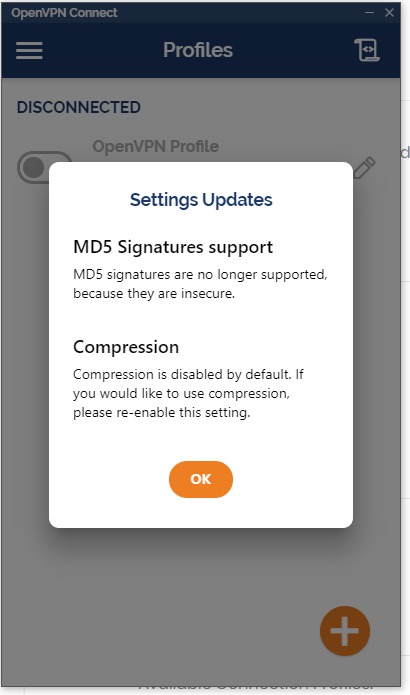 OpenVPN Connect
Profiles
DISCONNECTED
OpenVPN Profile
Settings Updates
MD5 Signatures support
MD5 signatures are no longer supported,
because they are insecure.
Compression
Compression is disabled by default. If
you would like to use compression,
please re-enable this setting.
OK